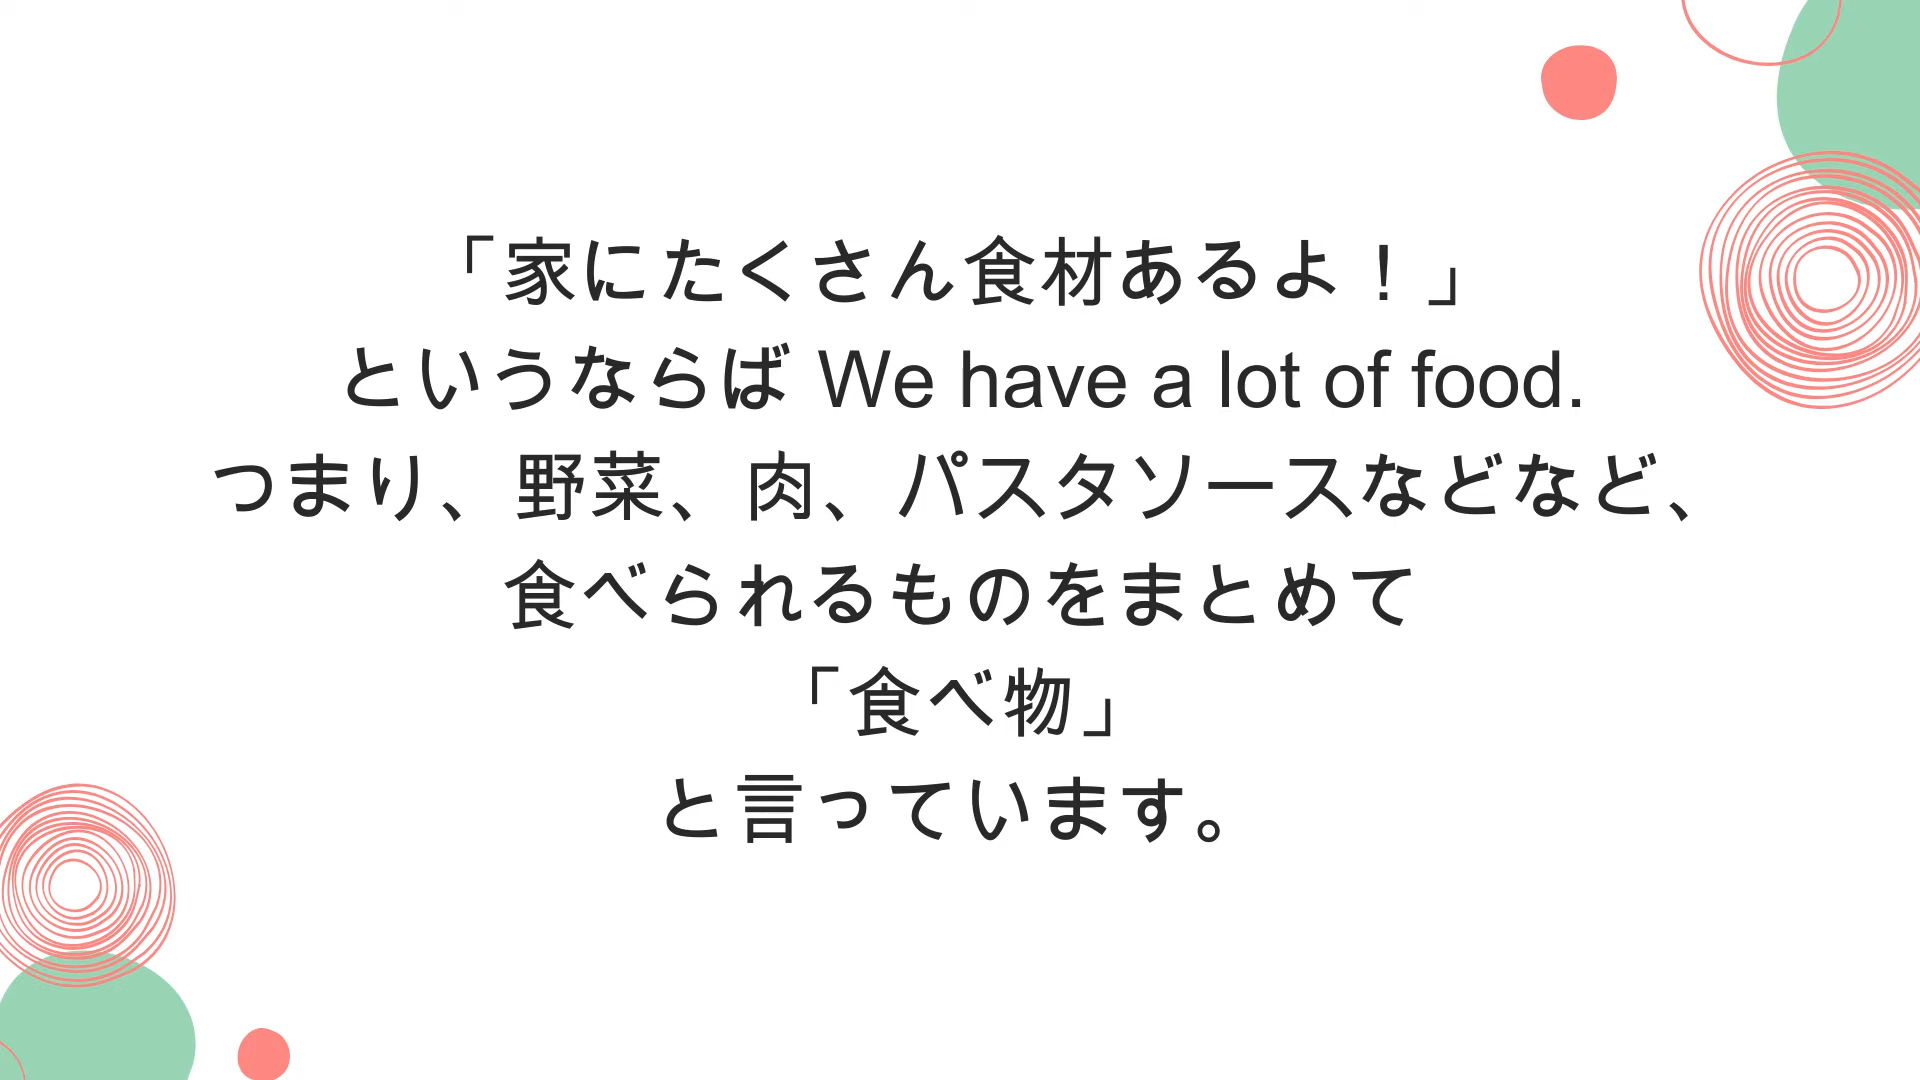 「家にたくさん食材あるよ！」
というならば We have a lot of food.
つまり、野菜、肉、パスタソースなどなど、
食べられるものをまとめて
「食べ物」
と言っています。